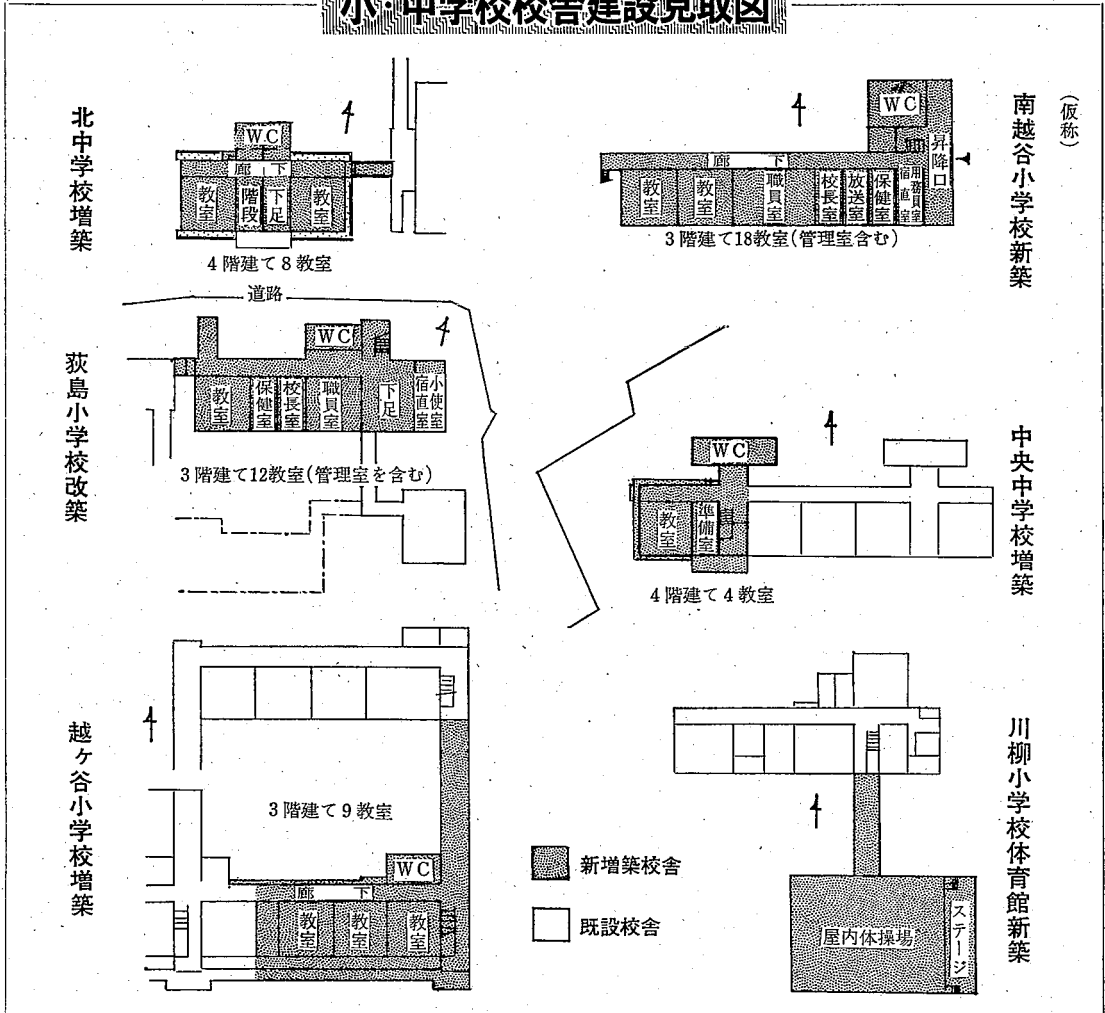 小・中学校校舎建設見取図
北中学校増築
WC
廊下
教室
階段
下足
教室
4階建て8教室
(仮称)
南越谷小学校新築
WC
昇降口
廊下
教室
教室
職員室
校長室
放送室
保健室
用務員室
宿直室
3階建て18教室(管理室含む)
荻島小学校改築
道路
WC
教室
保健室
校長室
職員室
下足
小使室
宿直室
3階建て12教室(管理室を含む)
中央中学校増築
WC
教室
準備室
4階建て4教室
越ヶ谷小学校増築
3階建て9教室
WC
廊下
教室
教室
教室
新増築校舎
既設校舎
川柳小学校体育館新築
屋内体操場
ステージ